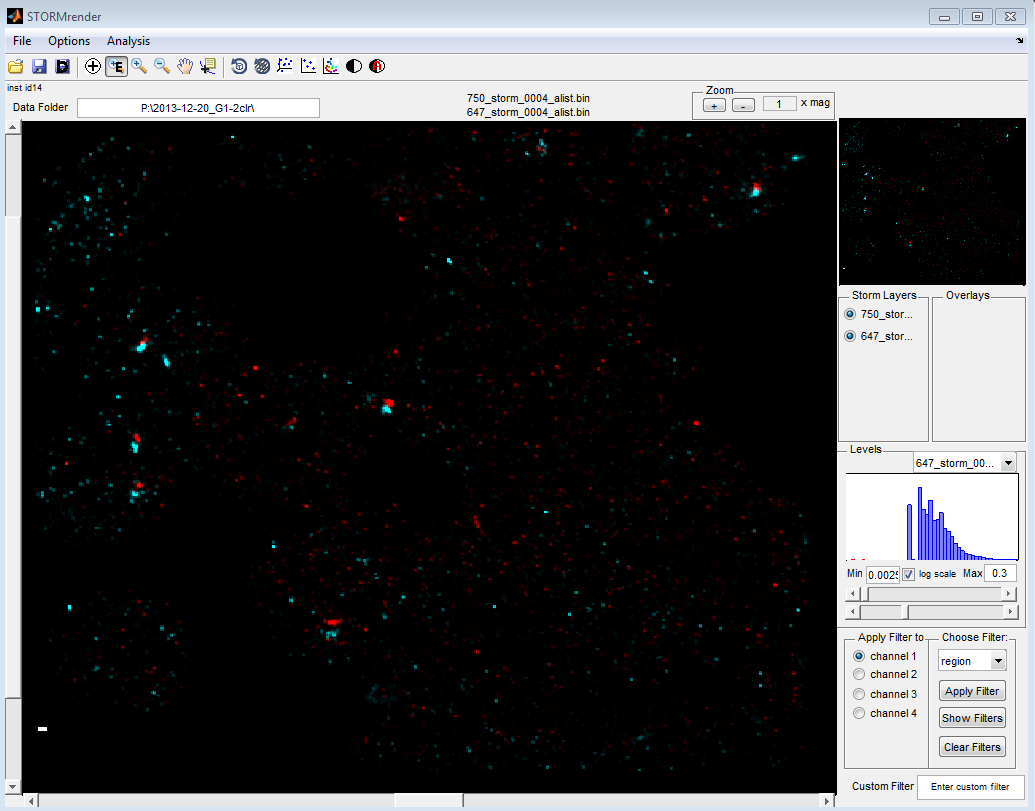 STORMrender
File Options Analysis
inst id14
Data Folder P:\2013-12-20_G1-2clr\
750_storm_0004_alist.bin
647_storm_0004_alist.bin
Zoom
+ - 1 x mag
Storm Layers
750_stor...
647_stor...
Overlays
Levels
647_storm_00...
Min 0.0025 log scale Max 0.3
Apply Filter to
channel 1
channel 2
channel 3
channel 4
Choose Filter:
region
Apply Filter
Show Filters
Clear Filters
Custom Filter Enter custom filter